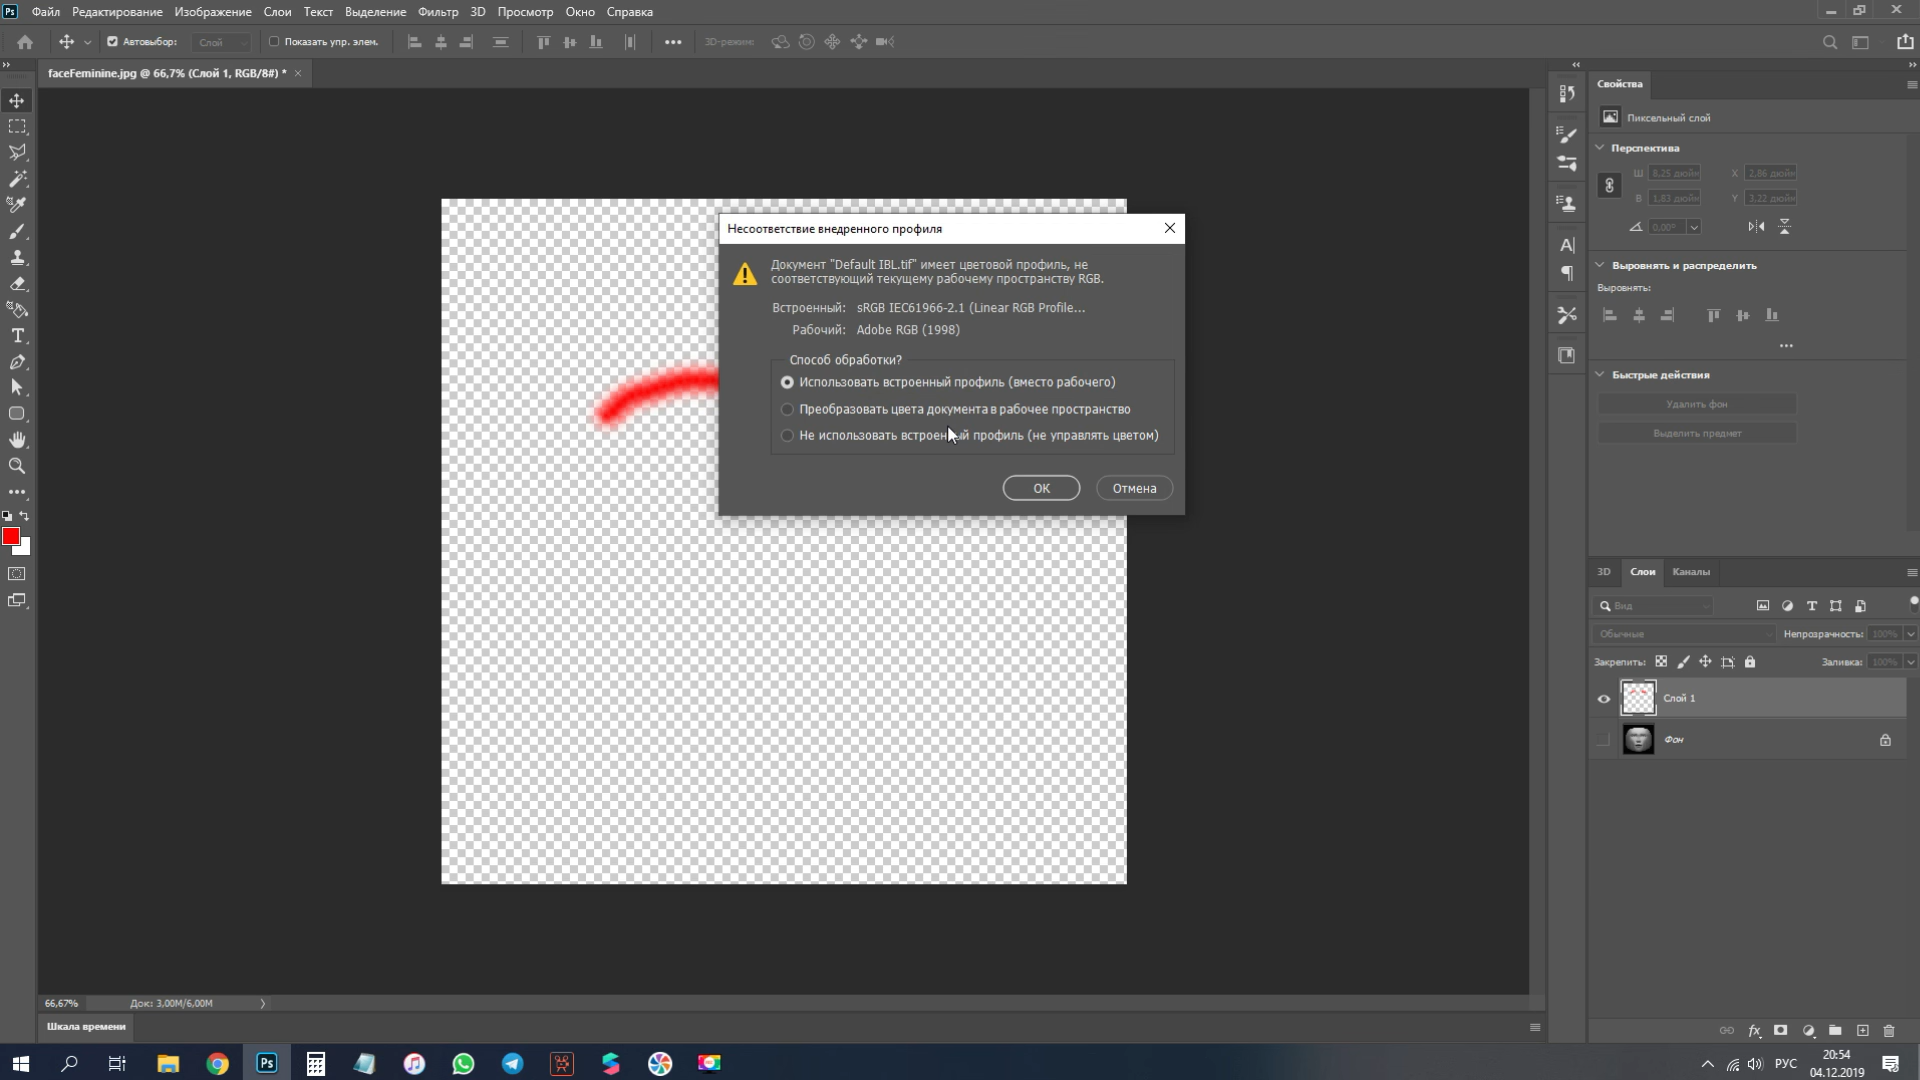 Ps Файл Редактирование Изображение Слои Текст Выделение Фильтр 3D Просмотр Окно Справка
Автовыбор: Слой Показать упр. элем. 3D-режим:
faceFeminine.jpg @ 66,7% (Слой 1, RGB/8#) *
Свойства
Пиксельный слой
Перспектива
Ш 8,25 дюйм X 2,86 дюйм
В 1,83 дюйм Y 3,22 дюйм
0,00°
Выровнять и распределить
Выровнять:
Быстрые действия
Удалить фон
Выделить предмет
Несоответствие внедренного профиля
Документ "Default IBL.tif" имеет цветовой профиль, не
соответствующий текущему рабочему пространству RGB.
Встроенный: sRGB IEC61966-2.1 (Linear RGB Profile...
Рабочий: Adobe RGB (1998)
Способ обработки?
Использовать встроенный профиль (вместо рабочего)
Преобразовать цвета документа в рабочее пространство
Не использовать встроенный профиль (не управлять цветом)
ОК Отмена
3D Слои Каналы
Вид
Обычные Непрозрачность: 100%
Закрепить: Заливка: 100%
Слой 1
Фон
66,67% Док: 3,00M/6,00M
Шкала времени
Ps
РУС
20:54
04.12.2019